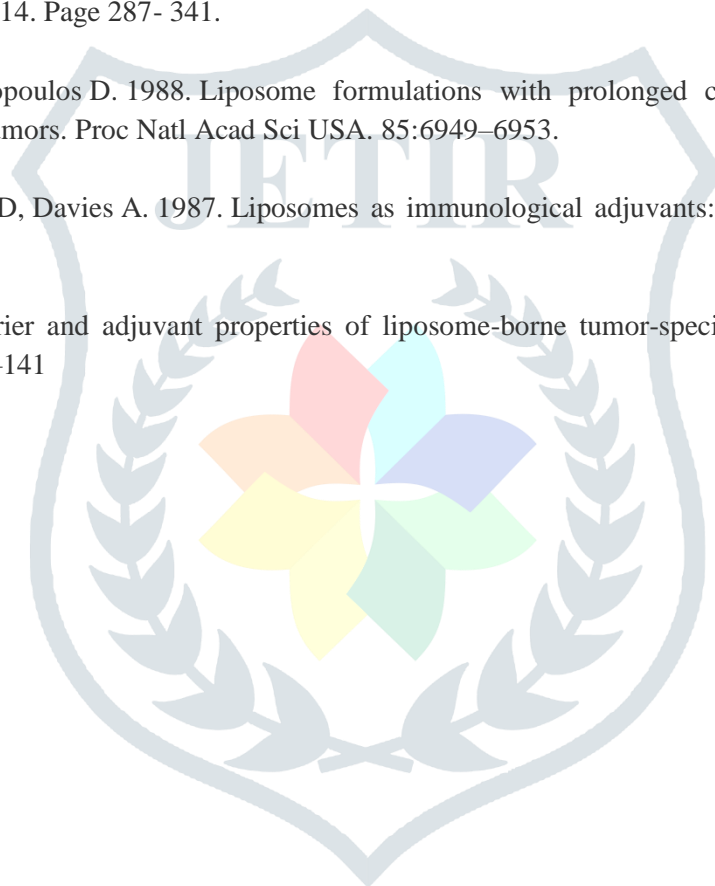 14. Page 287- 341.
opoulos D. 1988. Liposome formulations with prolonged c
umors. Proc Natl Acad Sci USA. 85:6949–6953.
JETIR
D, Davies A. 1987. Liposomes as immunological adjuvants:
rier and adjuvant properties of liposome-borne tumor-speci
–141